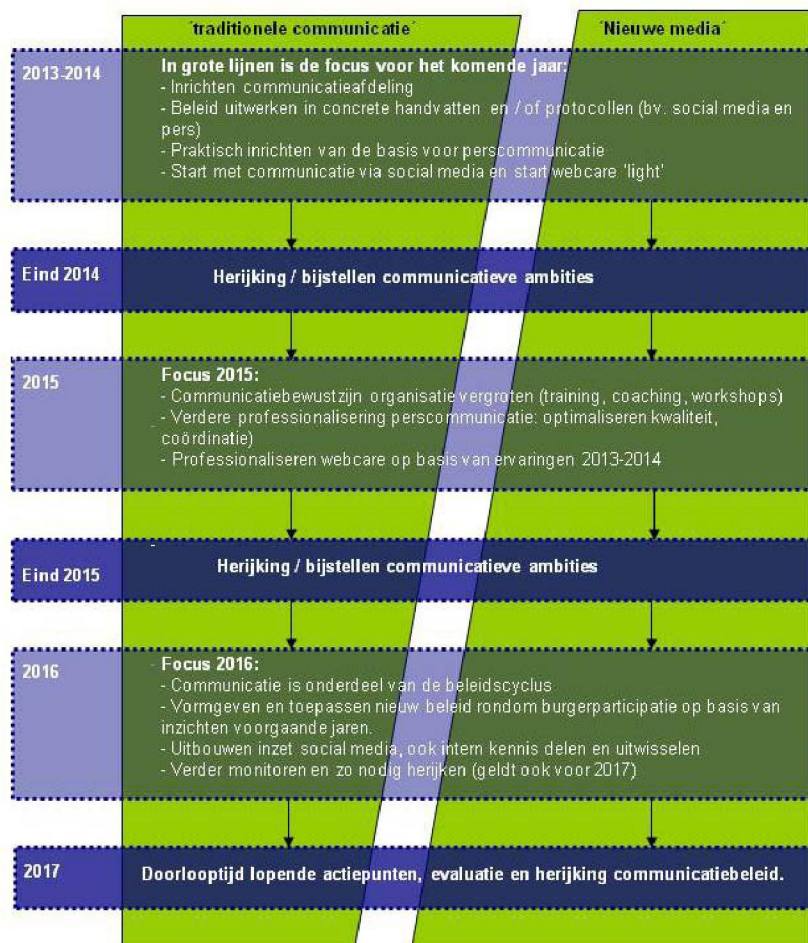 'traditionele communicatie'
'Nieuwe media'
2013-2014
In grote lijnen is de focus voor het komende jaar:
- Inrichten communicatieafdeling
- Beleid uitwerken in concrete handvatten en / of protocollen (bv. social media en
pers)
- Praktisch inrichten van de basis voor perscommunicatie
- Start met communicatie via social media en start webcare 'light'
Eind 2014
Herijking / bijstellen communicatieve ambities
2015
Focus 2015:
- Communicatiebewustzijn organisatie vergroten (training, coaching, workshops)
- Verdere professionalisering perscommunicatie: optimaliseren kwaliteit,
coördinatie)
- Professionaliseren webcare op basis van ervaringen 2013-2014
Eind 2015
Herijking / bijstellen communicatieve ambities
2016
Focus 2016:
- Communicatie is onderdeel van de beleidscyclus
- Vormgeven en toepassen nieuw beleid rondom burgerparticipatie op basis van
inzichten voorgaande jaren.
- Uitbouwen inzet social media, ook intern kennis delen en uitwisselen
- Verder monitoren en zo nodig herijken (geldt ook voor 2017)
2017
Doorlooptijd lopende actiepunten, evaluatie en herijking communicatiebeleid.